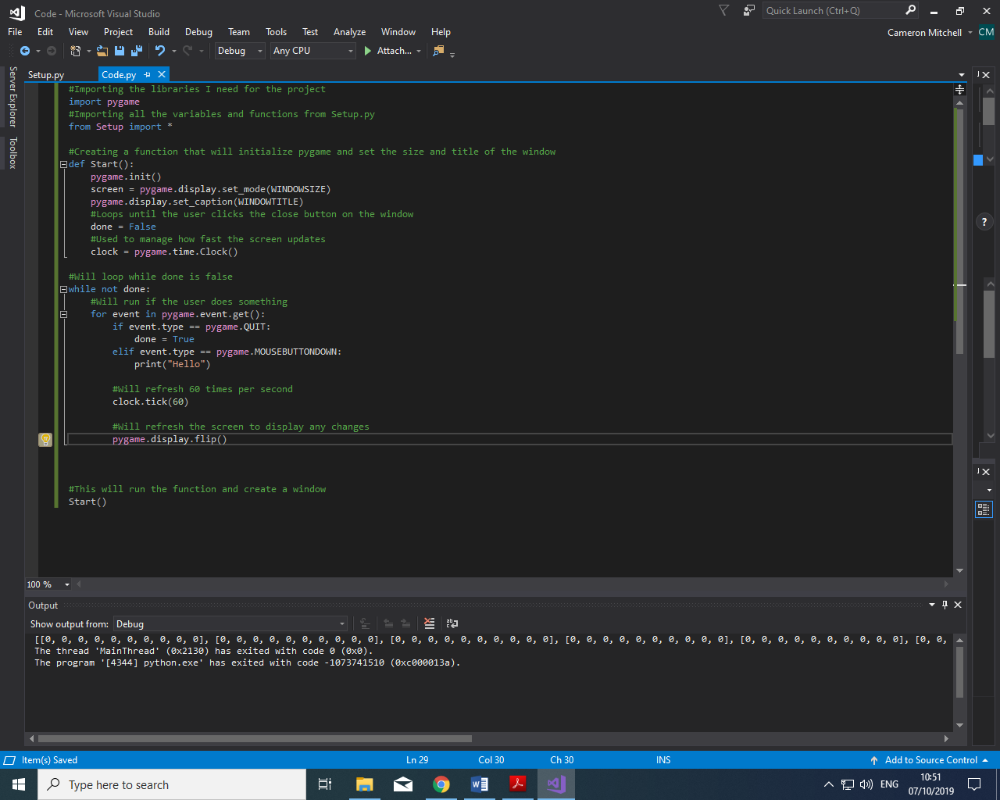 Code - Microsoft Visual Studio
Quick Launch (Ctrl+Q)
File Edit View Project Build Debug Team Tools Test Analyze Window Help
Cameron Mitchell CM
Debug Any CPU Attach...
Server Explorer
Toolbox
Setup.py Code.py
#Importing the libraries I need for the project
import pygame
#Importing all the variables and functions from Setup.py
from Setup import *
#Creating a function that will initialize pygame and set the size and title of the window
def Start():
pygame.init()
screen = pygame.display.set_mode(WINDOWSIZE)
pygame.display.set_caption(WINDOWTITLE)
#Loops until the user clicks the close button on the window
done = False
#Used to manage how fast the screen updates
clock = pygame.time.Clock()
#Will loop while done is false
while not done:
#Will run if the user does something
for event in pygame.event.get():
if event.type == pygame.QUIT:
done = True
elif event.type == pygame.MOUSEBUTTONDOWN:
print("Hello")
#Will refresh 60 times per second
clock.tick(60)
#Will refresh the screen to display any changes
pygame.display.flip()
#This will run the function and create a window
Start()
100 %
Output
Show output from: Debug
[[0, 0, 0, 0, 0, 0, 0, 0, 0, 0], [0, 0, 0, 0, 0, 0, 0, 0, 0, 0], [0, 0, 0, 0, 0, 0, 0, 0, 0, 0], [0, 0, 0, 0, 0, 0, 0, 0, 0, 0], [0, 0, 0, 0, 0, 0, 0, 0, 0, 0], [0, 0,
The thread 'MainThread' (0x2130) has exited with code 0 (0x0).
The program '[4344] python.exe' has exited with code -1073741510 (0xc000013a).
Item(s) Saved Ln 29 Col 30 Ch 30 INS Add to Source Control
Type here to search
ENG
10:51
07/10/2019